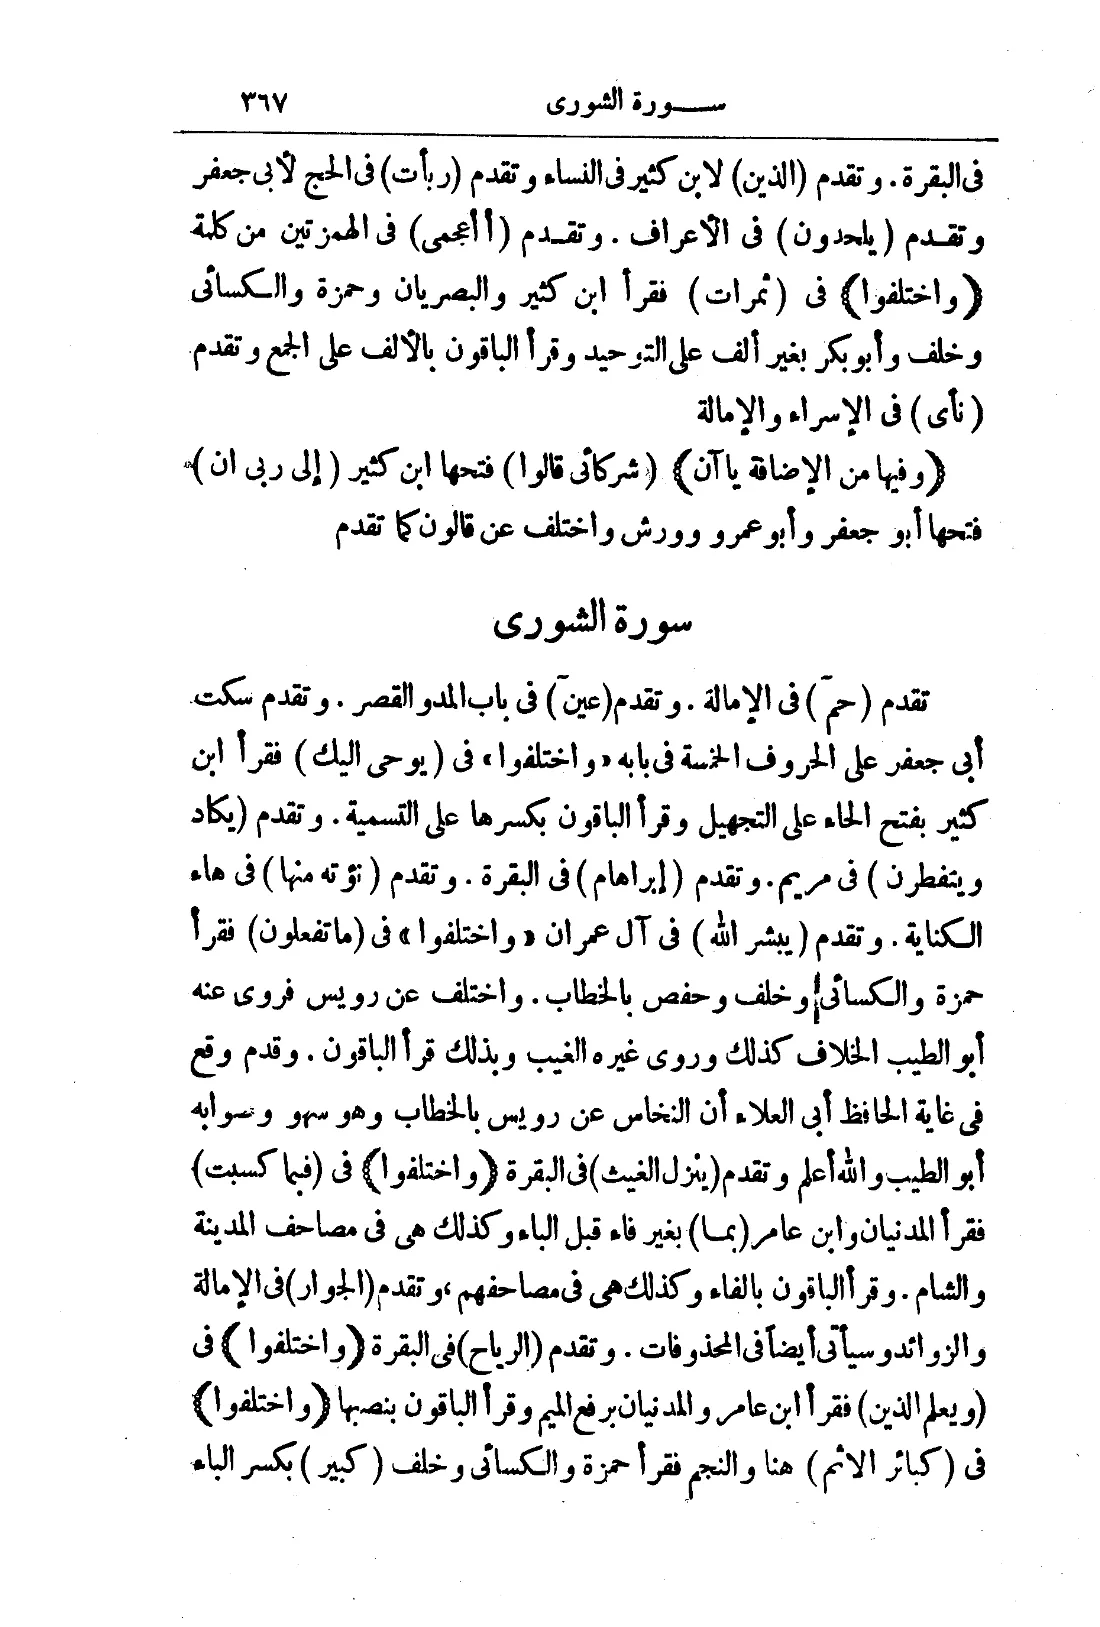 سورة الشورى ٣٦٧
فى البقرة . وتقدم (الذين) لابن كثير فى النساء وتقدم (ربأت) فى الحج لأبى جعفر
وتقدم (يلحدون) فى الأعراف . وتقدم (أأعجمى) فى الهمزتين من كلمة
﴿واختلفوا﴾ فى (ثمرات) فقرأ ابن كثير والبصريان وحمزة والكسائى
وخلف وأبو بكر بغير ألف على التوحيد وقرأ الباقون بالألف على الجمع وتقدم
(نأى) فى الإسراء والإمالة
﴿وفيها من الإضافة ياآن﴾ (شركائى قالوا) فتحها ابن كثير (إلى ربى ان)
فتحها أبو جعفر وأبو عمرو وورش واختلف عن قالون كما تقدم
سورة الشورى
تقدم (حمٓ) فى الإمالة . وتقدم (عينٓ) فى باب المد والقصر . وتقدم سكت
أبى جعفر على الحروف الخمسة فى بابه «واختلفوا» فى (يوحى اليك) فقرأ ابن
كثير بفتح الحاء على التجهيل وقرأ الباقون بكسرها على التسمية . وتقدم (يكاد
ويتفطرن) فى مريم . وتقدم (إبراهام) فى البقرة . وتقدم (نؤته منها) فى هاء
الكناية . وتقدم (يبشر الله) فى آل عمران «واختلفوا» فى (ما تفعلون) فقرأ
حمزة والكسائى وخلف وحفص بالخطاب . واختلف عن رويس فروى عنه
أبو الطيب الخلاف كذلك وروى غيره الغيب وبذلك قرأ الباقون . وقدم وقع
فى غاية الحافظ أبى العلاء أن النخاس عن رويس بالخطاب وهو سهو وصوابه
أبو الطيب والله أعلم وتقدم (ينزل الغيث) فى البقرة ﴿واختلفوا﴾ فى (فبما كسبت)
فقرأ المدنيان وابن عامر (بما) بغير فاء قبل الباء وكذلك هى فى مصاحف المدينة
والشام . وقرأ الباقون بالفاء وكذلك هى فى مصاحفهم ، وتقدم (الجوار) فى الإمالة
والزوائد وسيأتى أيضاً فى المحذوفات . وتقدم (الرياح) فى البقرة ﴿واختلفوا﴾ فى
(ويعلم الذين) فقرأ ابن عامر والمدنيان برفع الميم وقرأ الباقون بنصبها ﴿واختلفوا﴾
فى (كبائر الاثم) هنا والنجم فقرأ حمزة والكسائى وخلف (كبير) بكسر الباء